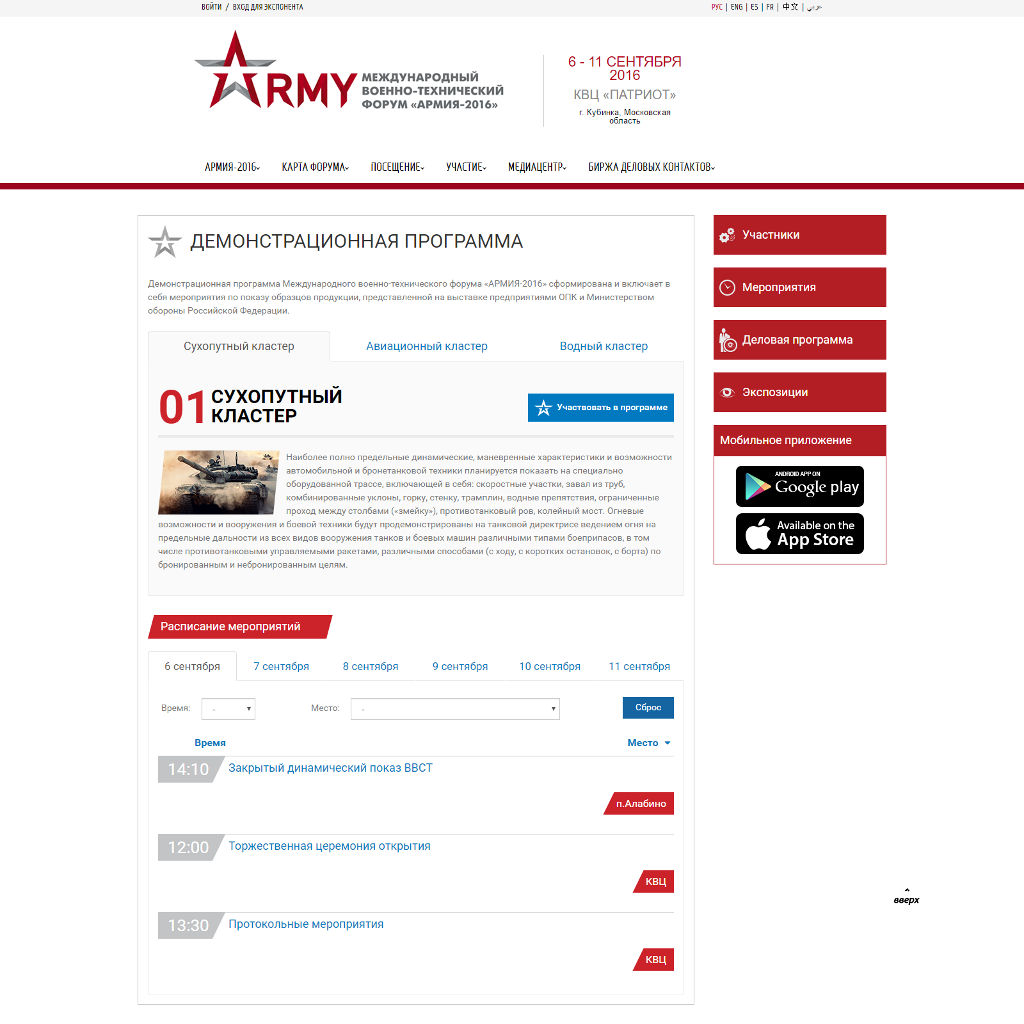 ВОЙТИ / ВХОД ДЛЯ ЭКСПОНЕНТА
РУС | ENG | ES | FR | 中文 | عربي
ARMY
МЕЖДУНАРОДНЫЙ
ВОЕННО-ТЕХНИЧЕСКИЙ
ФОРУМ «АРМИЯ-2016»
6 - 11 СЕНТЯБРЯ
2016
КВЦ «ПАТРИОТ»
г. Кубинка, Московская
область
АРМИЯ-2016 КАРТА ФОРУМА ПОСЕЩЕНИЕ УЧАСТИЕ МЕДИАЦЕНТР БИРЖА ДЕЛОВЫХ КОНТАКТОВ
ДЕМОНСТРАЦИОННАЯ ПРОГРАММА
Демонстрационная программа Международного военно-технического форума «АРМИЯ-2016» сформирована и включает в
себя мероприятия по показу образцов продукции, представленной на выставке предприятиями ОПК и Министерством
обороны Российской Федерации.
Сухопутный кластер Авиационный кластер Водный кластер
01 СУХОПУТНЫЙ
КЛАСТЕР
Участвовать в программе
Наиболее полно предельные динамические, маневренные характеристики и возможности
автомобильной и бронетанковой техники планируется показать на специально
оборудованной трассе, включающей в себя: скоростные участки, завал из труб,
комбинированные уклоны, горку, стенку, трамплин, водные препятствия, ограниченные
проход между столбами («змейку»), противотанковый ров, колейный мост. Огневые
возможности и вооружения и боевой техники будут продемонстрированы на танковой директрисе ведением огня на
предельные дальности из всех видов вооружения танков и боевых машин различными типами боеприпасов, в том
числе противотанковыми управляемыми ракетами, различными способами (с ходу, с коротких остановок, с борта) по
бронированным и небронированным целям.
Расписание мероприятий
6 сентября 7 сентября 8 сентября 9 сентября 10 сентября 11 сентября
Время: - Место: - Сброс
Время Место
14:10 Закрытый динамический показ ВВСТ
п.Алабино
12:00 Торжественная церемония открытия
КВЦ
13:30 Протокольные мероприятия
КВЦ
Участники
Мероприятия
Деловая программа
Экспозиции
Мобильное приложение
ANDROID APP ON
Google play
Available on the
App Store
вверх